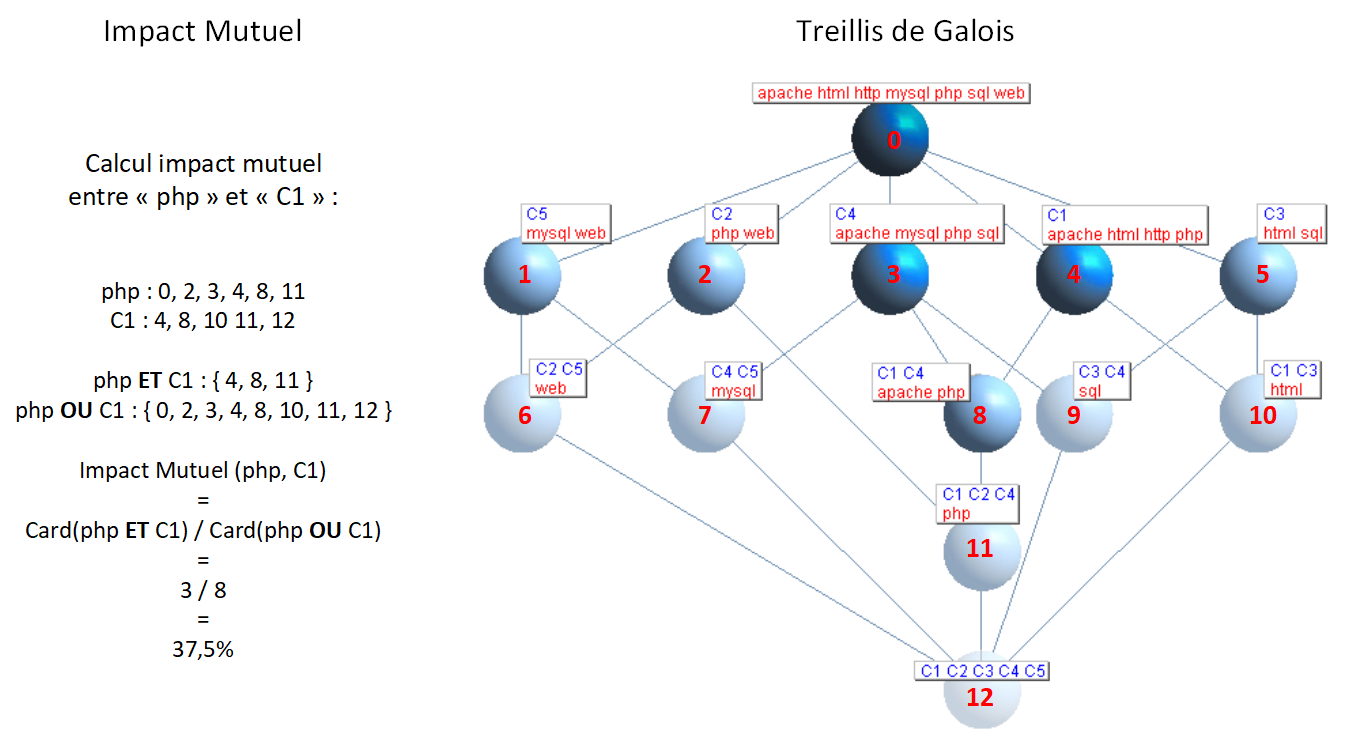 Impact Mutuel
Calcul impact mutuel
entre « php » et « C1 » :
php : 0, 2, 3, 4, 8, 11
C1 : 4, 8, 10 11, 12
php ET C1 : { 4, 8, 11 }
php OU C1 : { 0, 2, 3, 4, 8, 10, 11, 12 }
Impact Mutuel (php, C1)
=
Card(php ET C1) / Card(php OU C1)
=
3 / 8
=
37,5%
Treillis de Galois
apache html http mysql php sql web
0
C5
mysql web
1
C2
php web
2
C4
apache mysql php sql
3
C1
apache html http php
4
C3
html sql
5
C2 C5
web
6
C4 C5
mysql
7
C1 C4
apache php
8
C3 C4
sql
9
C1 C3
html
10
C1 C2 C4
php
11
C1 C2 C3 C4 C5
12